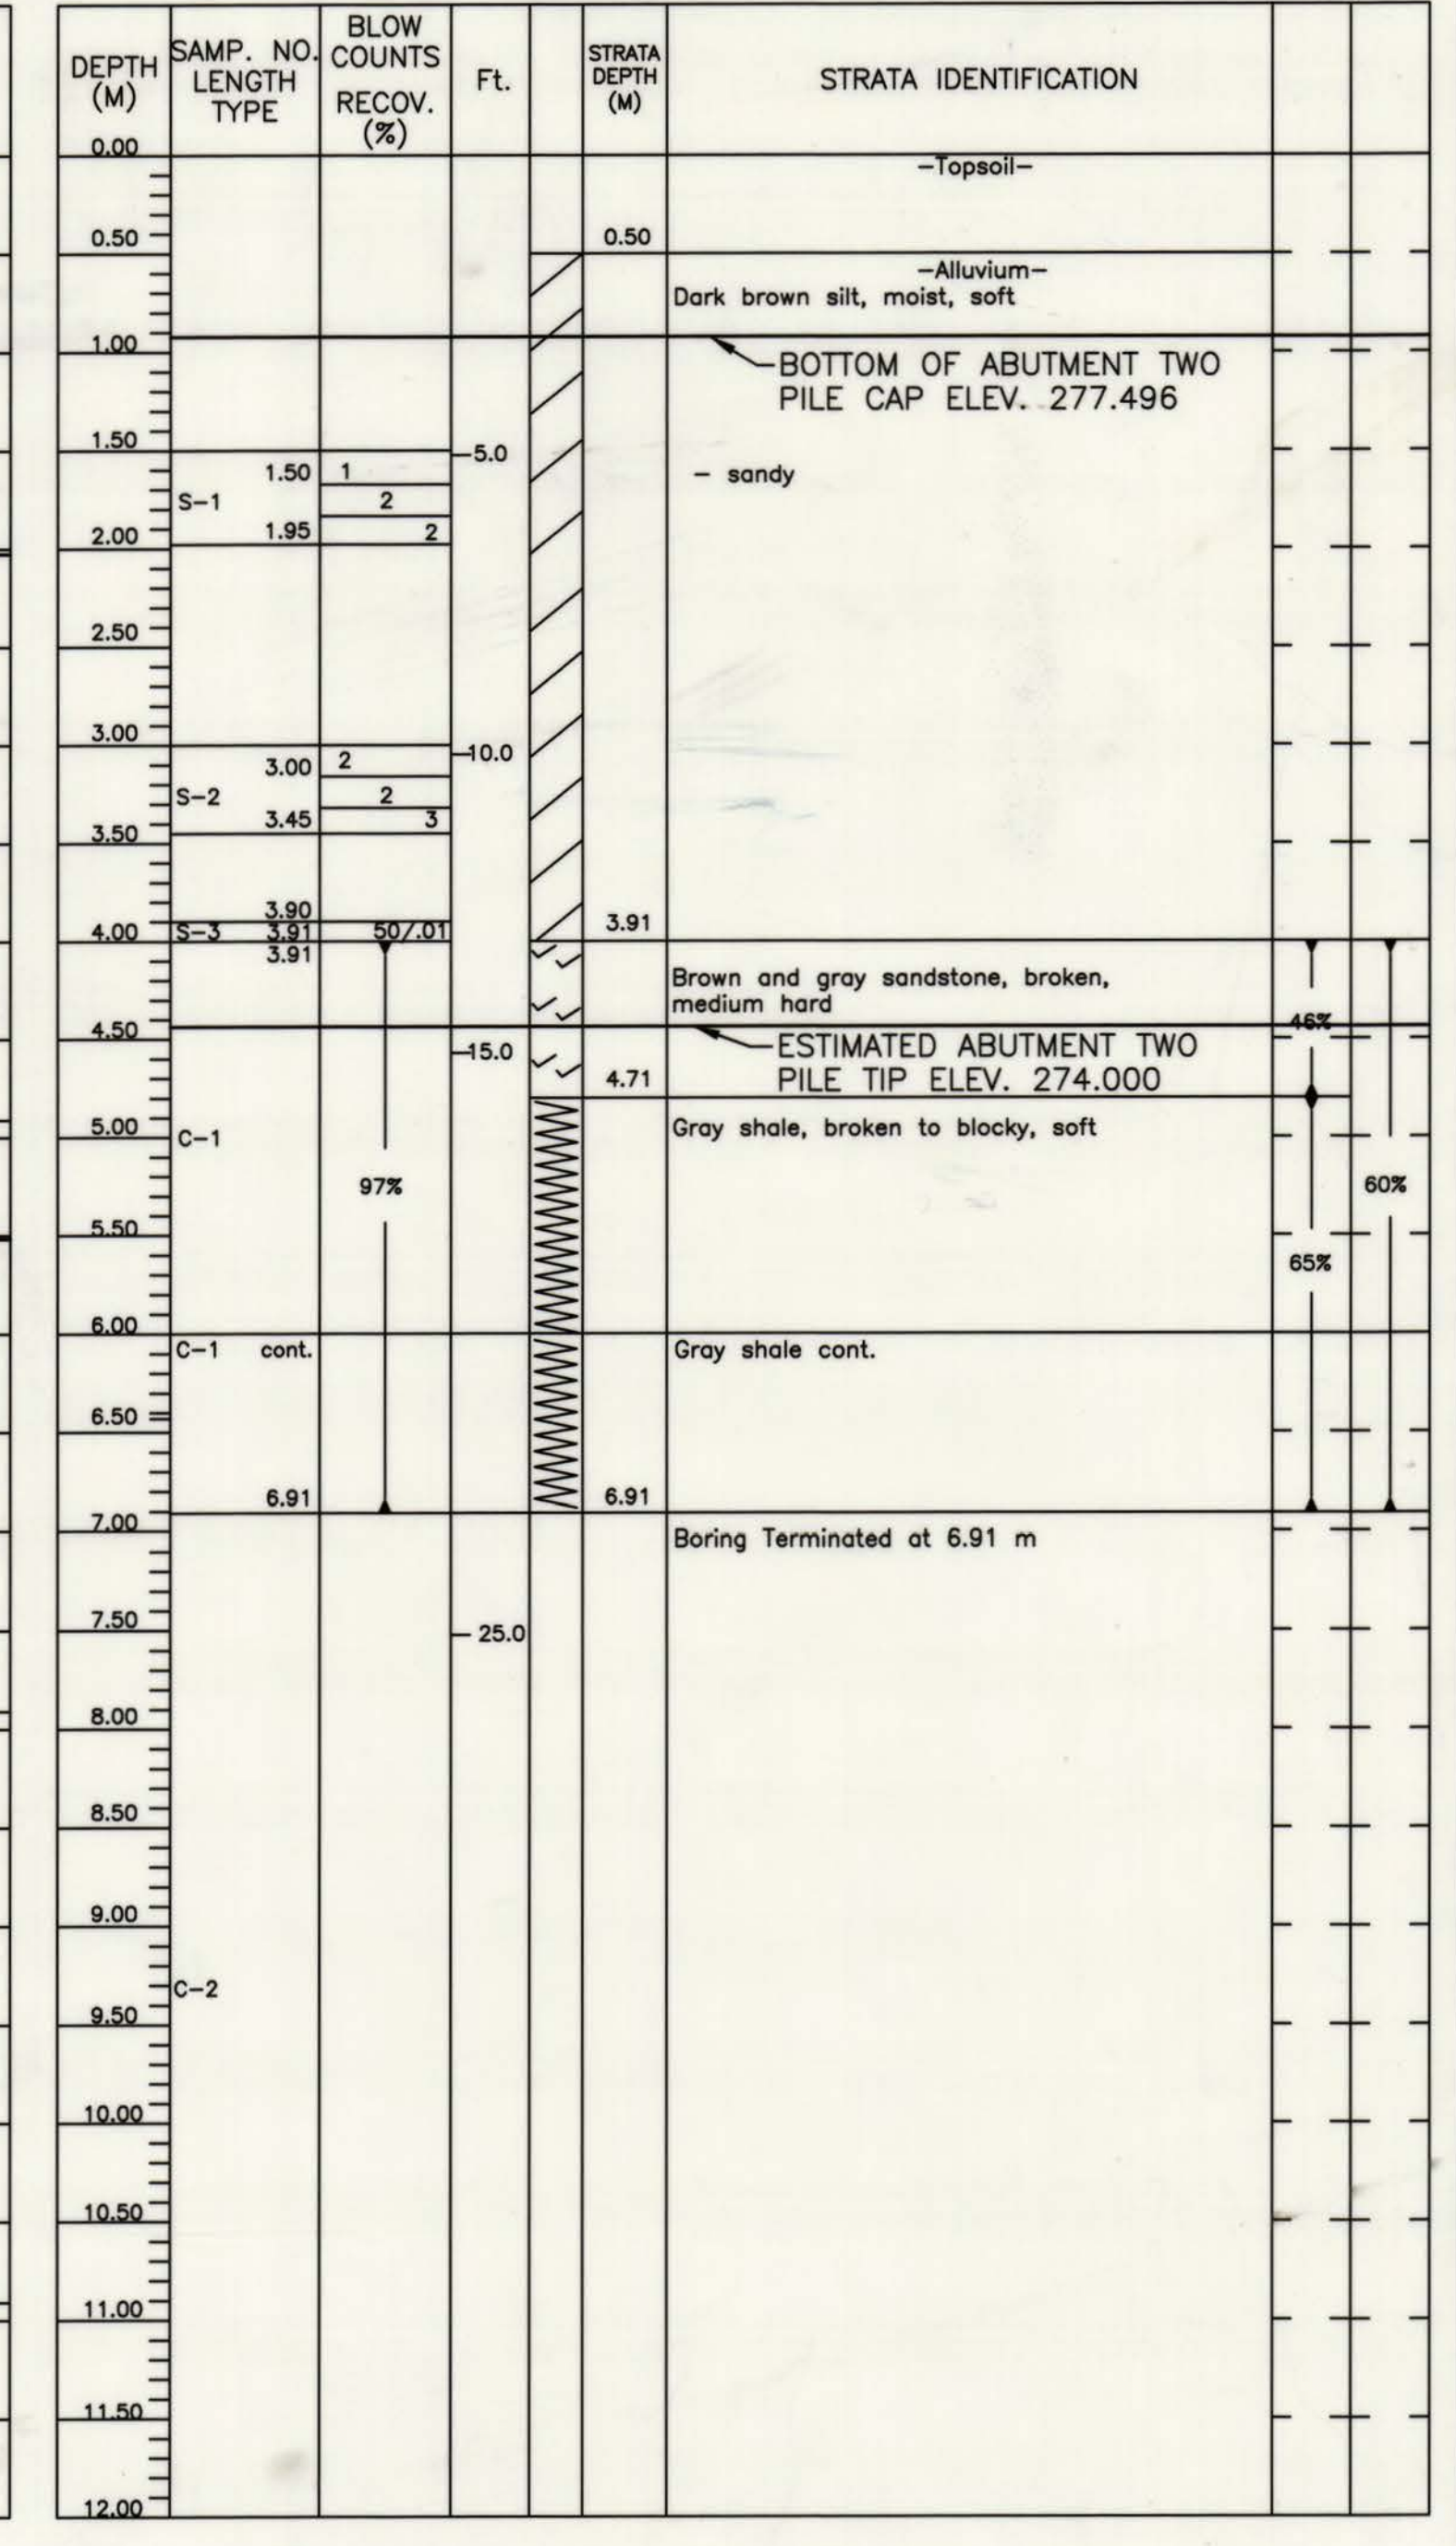 DEPTH
(M)
SAMP. NO.
LENGTH
TYPE
BLOW
COUNTS
RECOV.
(%)
Ft.
STRATA
DEPTH
(M)
STRATA IDENTIFICATION
0.00
–Topsoil–
0.50
0.50
–Alluvium–
Dark brown silt, moist, soft
1.00
BOTTOM OF ABUTMENT TWO
PILE CAP ELEV. 277.496
1.50
5.0
1.50 1
– sandy
S–1 2
2.00 1.95 2
2.50
3.00
10.0
3.00 2
S–2 2
3.45 3
3.50
3.90
4.00 S–3 3.91 50/.01 3.91
3.91
Brown and gray sandstone, broken,
medium hard
46%
4.50
ESTIMATED ABUTMENT TWO
15.0
4.71 PILE TIP ELEV. 274.000
5.00 C–1 Gray shale, broken to blocky, soft
97% 60%
5.50
65%
6.00
C–1 cont. Gray shale cont.
6.50
6.91 6.91
7.00
Boring Terminated at 6.91 m
7.50
25.0
8.00
8.50
9.00
C–2
9.50
10.00
10.50
11.00
11.50
12.00